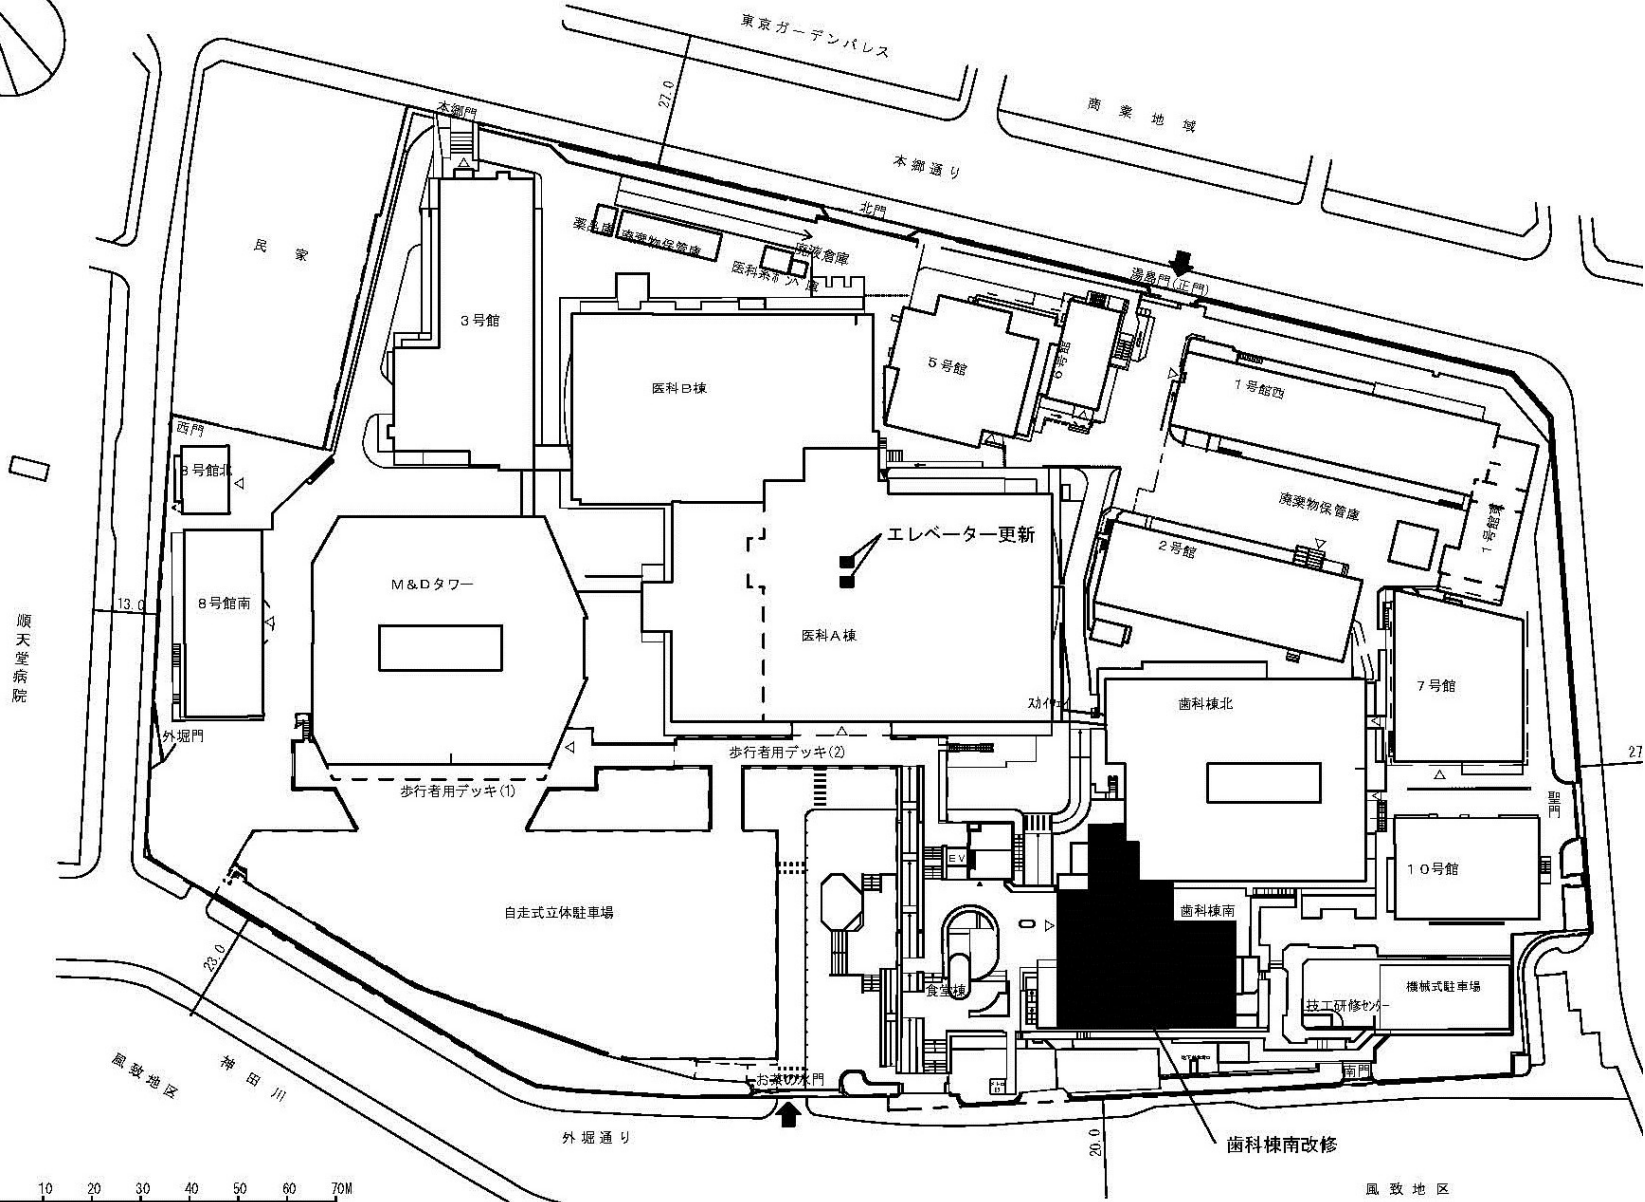 東京ガーデンパレス
商業地域
本郷通り
27.0
本郷門
北門
湯島門(正門)
民家
薬品庫
廃棄物保管庫
廃液倉庫
3号館
5号館
6号館
1号館西
医科B棟
西門
8号館北
廃棄物保管庫
1号館東
エレベーター更新
2号館
M&Dタワー
8号館南
13.0
順天堂病院
医科A棟
7号館
スカイウェイ
歯科棟北
外堀門
歩行者用デッキ(2)
歩行者用デッキ(1)
27
聖門
EV
10号館
自走式立体駐車場
歯科棟南
23.0
食堂棟
機械式駐車場
技工研修センター
風致地区
神田川
お茶の水門
南門
外堀通り
20.0
歯科棟南改修
風致地区
10 20 30 40 50 60 70M